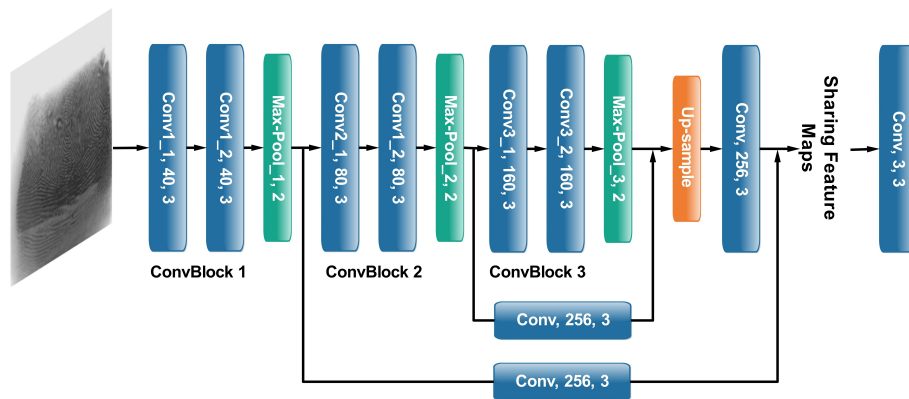 Conv1_1, 40, 3
Conv1_2, 40, 3
Max-Pool_1, 2
Conv2_1, 80, 3
Conv1_2, 80, 3
Max-Pool_2, 2
Conv3_1, 160, 3
Conv3_2, 160, 3
Max-Pool_3, 2
Up-sample
Conv, 256, 3
Sharing Feature
Maps
Conv, 3, 3
ConvBlock 1
ConvBlock 2
ConvBlock 3
Conv, 256, 3
Conv, 256, 3